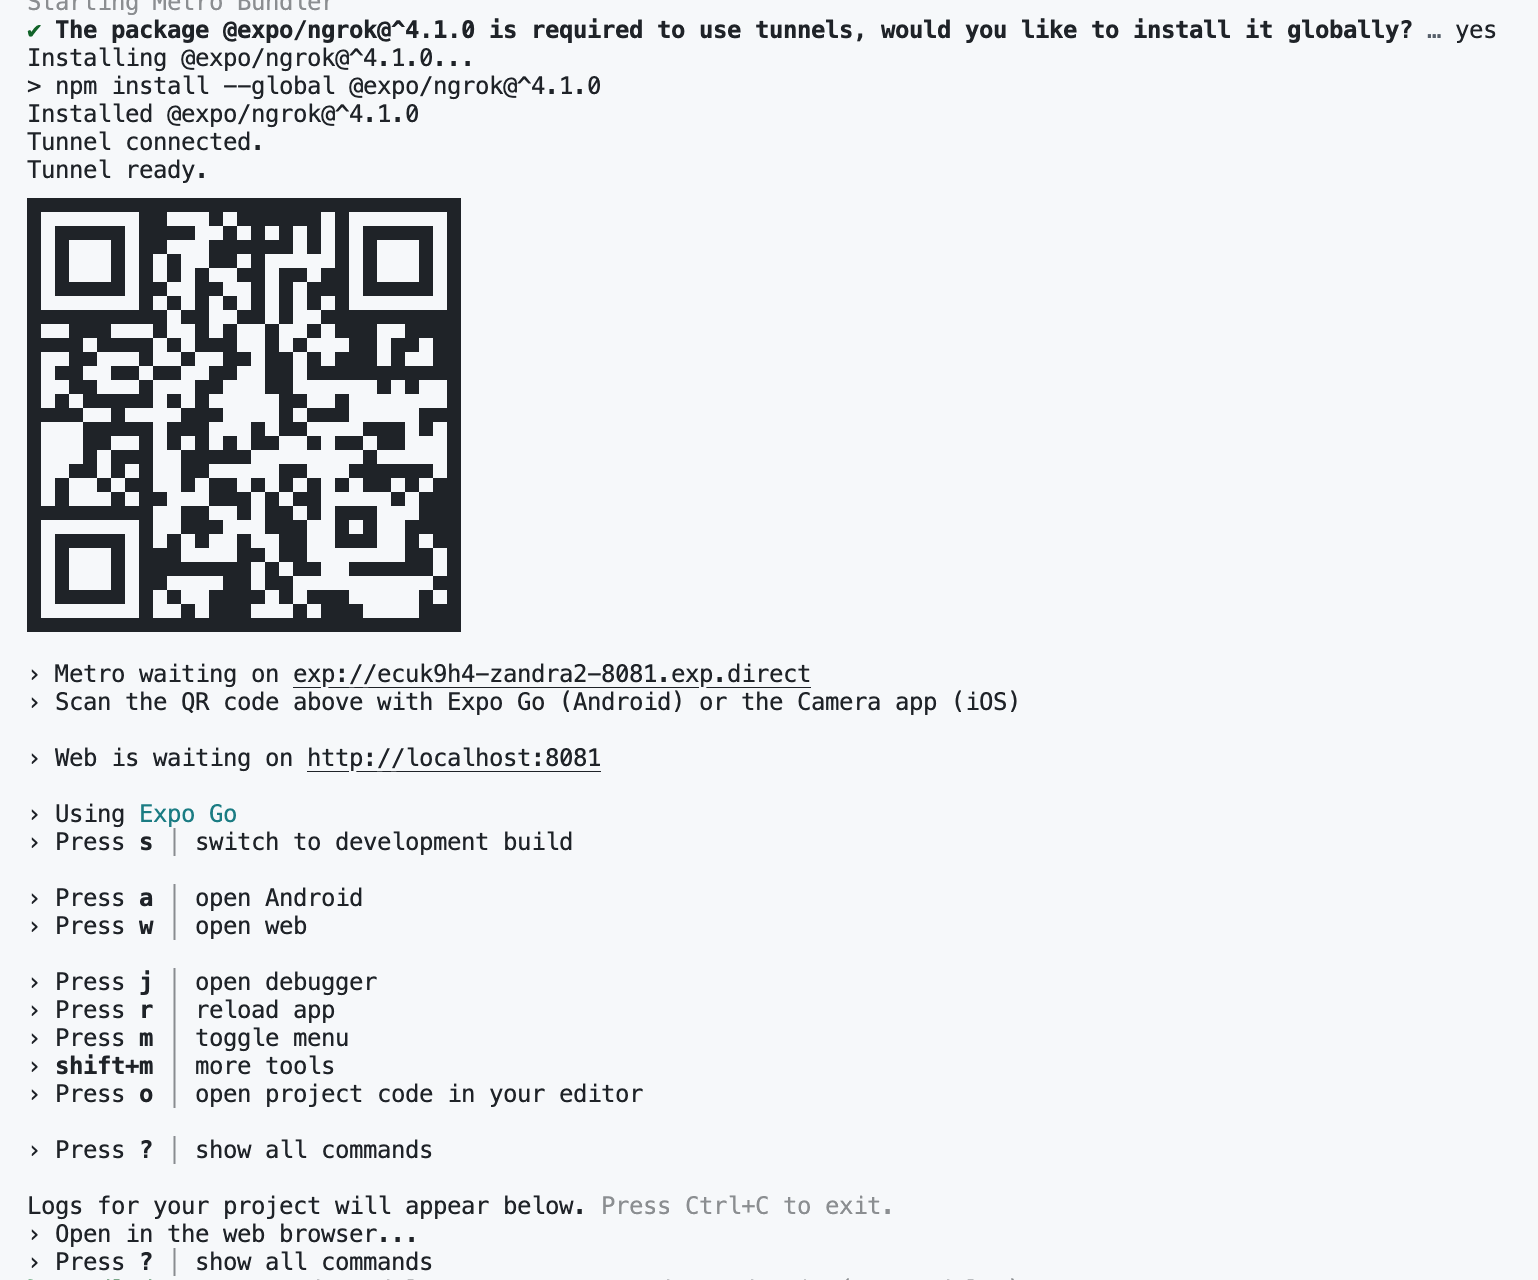 Starting Metro Bundler
✔ The package @expo/ngrok@^4.1.0 is required to use tunnels, would you like to install it globally? … yes
Installing @expo/ngrok@^4.1.0...
> npm install --global @expo/ngrok@^4.1.0
Installed @expo/ngrok@^4.1.0
Tunnel connected.
Tunnel ready.
› Metro waiting on exp://ecuk9h4-zandra2-8081.exp.direct
› Scan the QR code above with Expo Go (Android) or the Camera app (iOS)
› Web is waiting on http://localhost:8081
› Using Expo Go
› Press s │ switch to development build
› Press a │ open Android
› Press w │ open web
› Press j │ open debugger
› Press r │ reload app
› Press m │ toggle menu
› shift+m │ more tools
› Press o │ open project code in your editor
› Press ? │ show all commands
Logs for your project will appear below. Press Ctrl+C to exit.
› Open in the web browser...
› Press ? │ show all commands